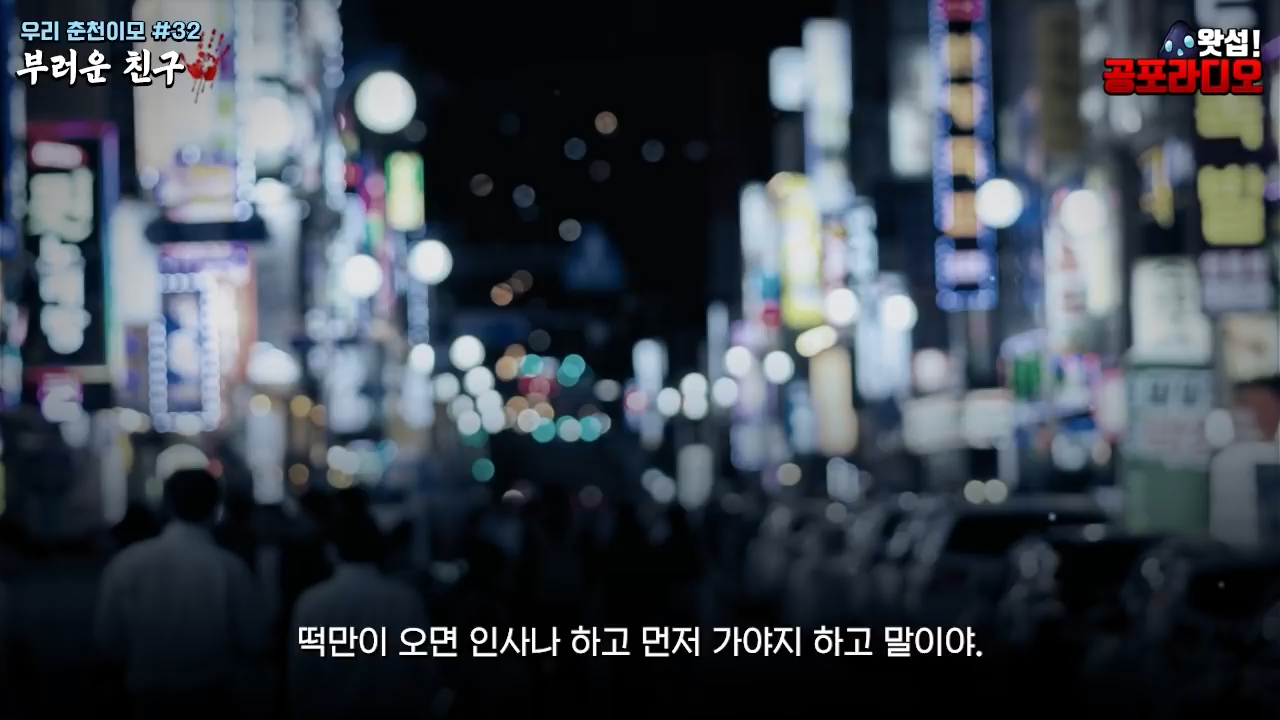 우리 춘천이모 #32
부러운 친구
왓섭!
공포라디오
떡만이 오면 인사나 하고 먼저 가야지 하고 말이야.